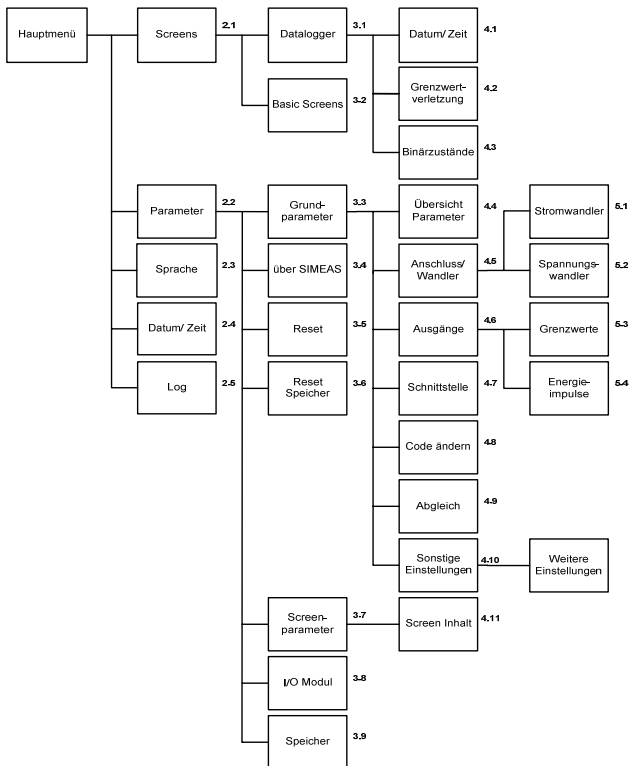 Hauptmenü
Screens
2.1
Datalogger
3.1
Datum/ Zeit
4.1
Basic Screens
3.2
Grenzwert-
verletzung
4.2
Binärzustände
4.3
Parameter
2.2
Grund-
parameter
3.3
Übersicht
Parameter
4.4
Stromwandler
5.1
Sprache
2.3
über SIMEAS
3.4
Anschluss/
Wandler
4.5
Spannungs-
wandler
5.2
Datum/ Zeit
2.4
Reset
3.5
Ausgänge
4.6
Grenzwerte
5.3
Log
2.5
Reset
Speicher
3.6
Schnittstelle
4.7
Energie-
impulse
5.4
Code ändern
4.8
Abgleich
4.9
Sonstige
Einstellungen
4.10
Weitere
Einstellungen
Screen-
parameter
3.7
Screen Inhalt
4.11
I/O Modul
3.8
Speicher
3.9